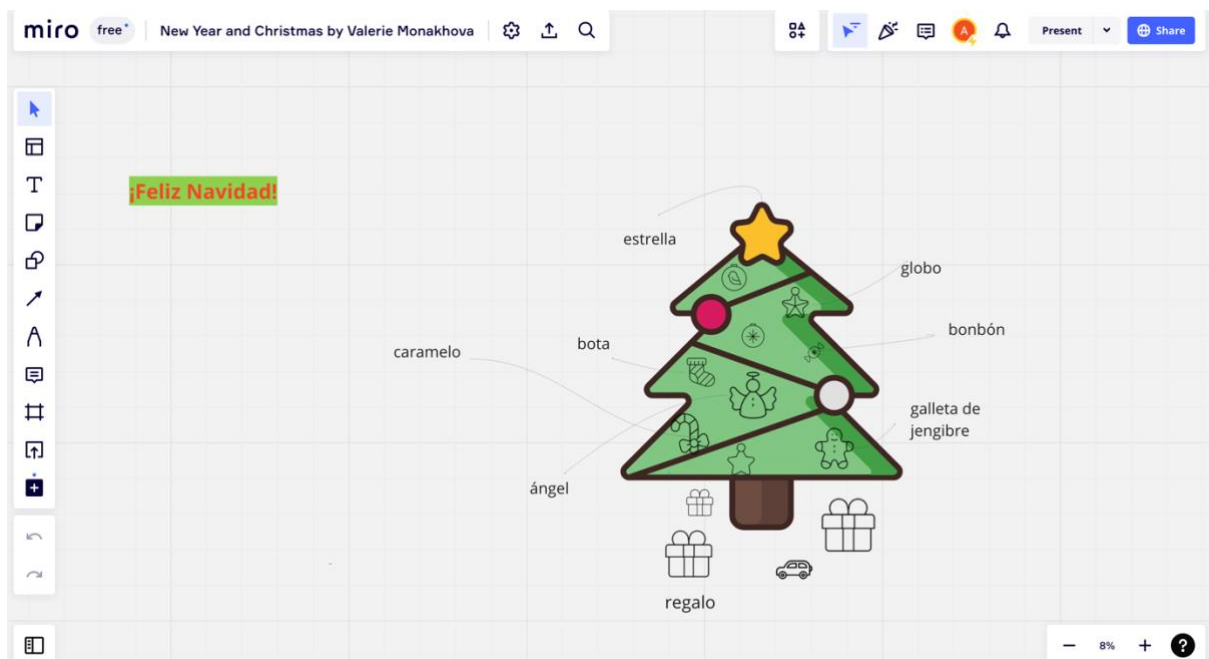 miro free New Year and Christmas by Valerie Monakhova
A Present Share
¡Feliz Navidad!
estrella
globo
bonbón
bota
caramelo
galleta de
jengibre
ángel
regalo
8%